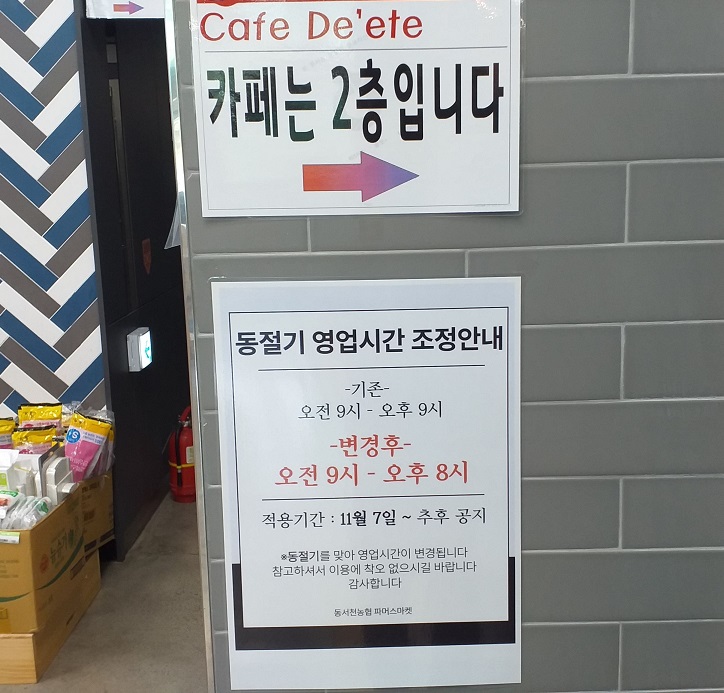 Cafe De'ete
카페는 2층입니다
동절기 영업시간 조정안내
-기존-
오전 9시 - 오후 9시
-변경후-
오전 9시 - 오후 8시
적용기간 : 11월 7일 ~ 추후 공지
※동절기를 맞아 영업시간이 변경됩니다
참고하셔서 이용에 착오 없으시길 바랍니다
감사합니다
동서천농협 파머스마켓